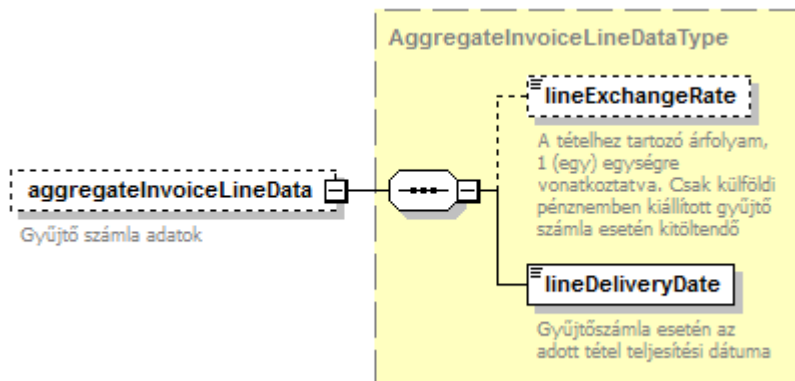 AggregateInvoiceLineDataType
lineExchangeRate
A tételhez tartozó árfolyam,
1 (egy) egységre
vonatkoztatva. Csak külföldi
pénznemben kiállított gyűjtő
számla esetén kitöltendő
aggregateInvoiceLineData
Gyűjtő számla adatok
lineDeliveryDate
Gyűjtőszámla esetén az
adott tétel teljesítési dátuma